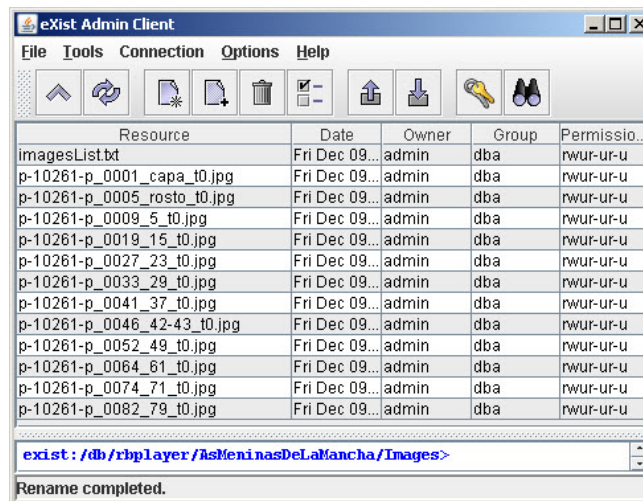 eXist Admin Client
File Tools Connection Options Help
Resource Date Owner Group Permissio...
imagesList.txt Fri Dec 09... admin dba rwur-ur-u
p-10261-p_0001_capa_t0.jpg Fri Dec 09... admin dba rwur-ur-u
p-10261-p_0005_rosto_t0.jpg Fri Dec 09... admin dba rwur-ur-u
p-10261-p_0009_5_t0.jpg Fri Dec 09... admin dba rwur-ur-u
p-10261-p_0019_15_t0.jpg Fri Dec 09... admin dba rwur-ur-u
p-10261-p_0027_23_t0.jpg Fri Dec 09... admin dba rwur-ur-u
p-10261-p_0033_29_t0.jpg Fri Dec 09... admin dba rwur-ur-u
p-10261-p_0041_37_t0.jpg Fri Dec 09... admin dba rwur-ur-u
p-10261-p_0046_42-43_t0.jpg Fri Dec 09... admin dba rwur-ur-u
p-10261-p_0052_49_t0.jpg Fri Dec 09... admin dba rwur-ur-u
p-10261-p_0064_61_t0.jpg Fri Dec 09... admin dba rwur-ur-u
p-10261-p_0074_71_t0.jpg Fri Dec 09... admin dba rwur-ur-u
p-10261-p_0082_79_t0.jpg Fri Dec 09... admin dba rwur-ur-u
exist:/db/rbplayer/AsMeninasDeLaMancha/Images>
Rename completed.